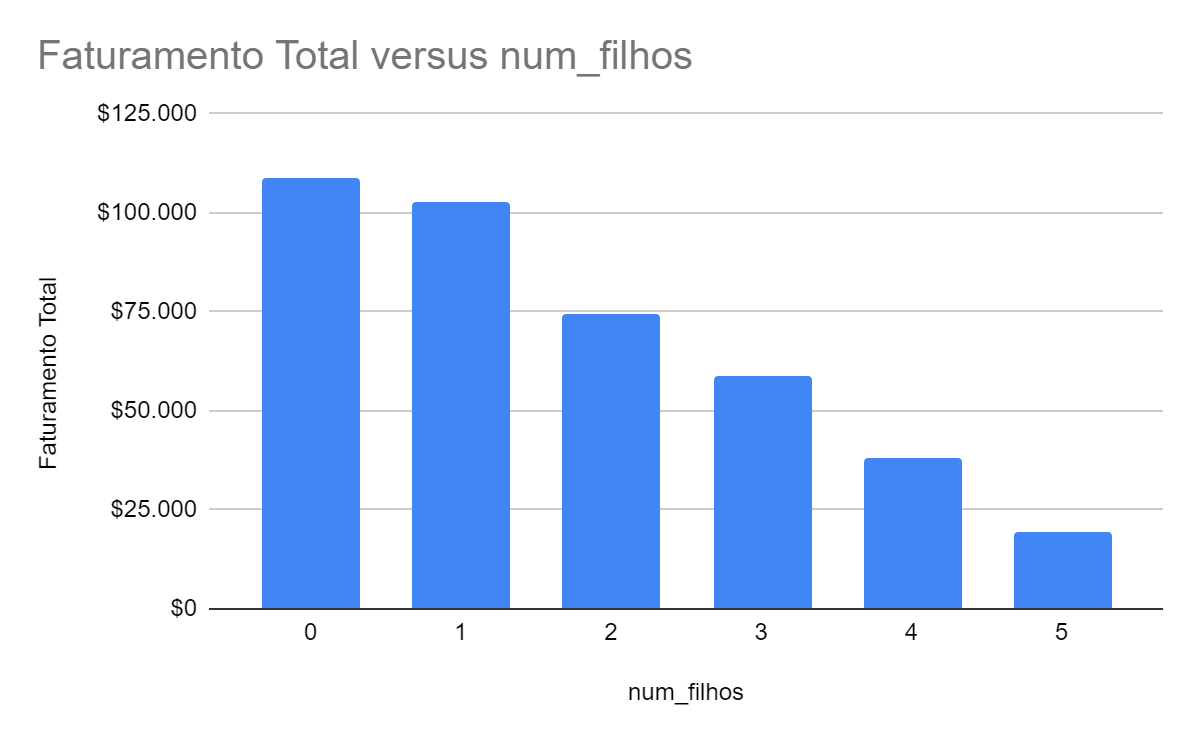 Faturamento Total versus num_filhos
$125.000
$100.000
$75.000
$50.000
$25.000
$0
Faturamento Total
0 1 2 3 4 5
num_filhos